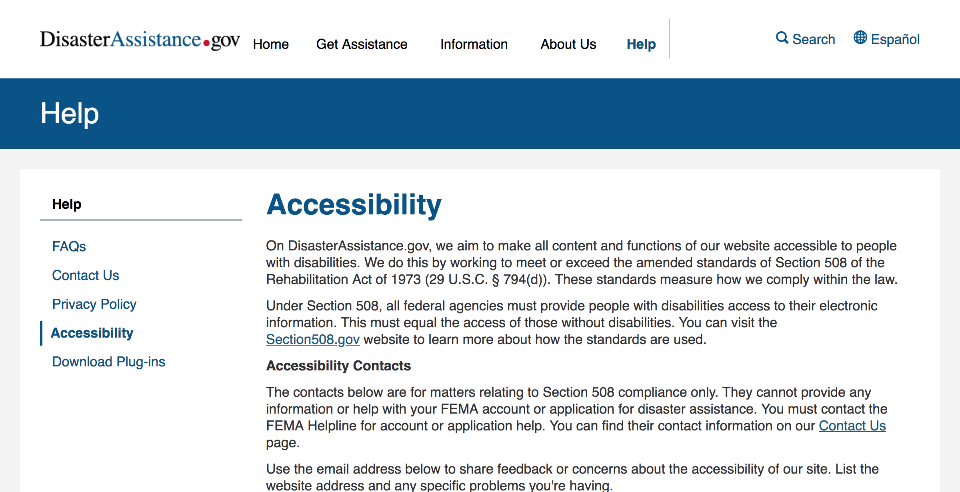 DisasterAssistance.gov
Home
Get Assistance
Information
About Us
Help
Search
Español
Help
Help
FAQs
Contact Us
Privacy Policy
Accessibility
Download Plug-ins
Accessibility
On DisasterAssistance.gov, we aim to make all content and functions of our website accessible to people
with disabilities. We do this by working to meet or exceed the amended standards of Section 508 of the
Rehabilitation Act of 1973 (29 U.S.C. § 794(d)). These standards measure how we comply within the law.
Under Section 508, all federal agencies must provide people with disabilities access to their electronic
information. This must equal the access of those without disabilities. You can visit the
Section508.gov website to learn more about how the standards are used.
Accessibility Contacts
The contacts below are for matters relating to Section 508 compliance only. They cannot provide any
information or help with your FEMA account or application for disaster assistance. You must contact the
FEMA Helpline for account or application help. You can find their contact information on our Contact Us
page.
Use the email address below to share feedback or concerns about the accessibility of our site. List the
website address and any specific problems you're having.